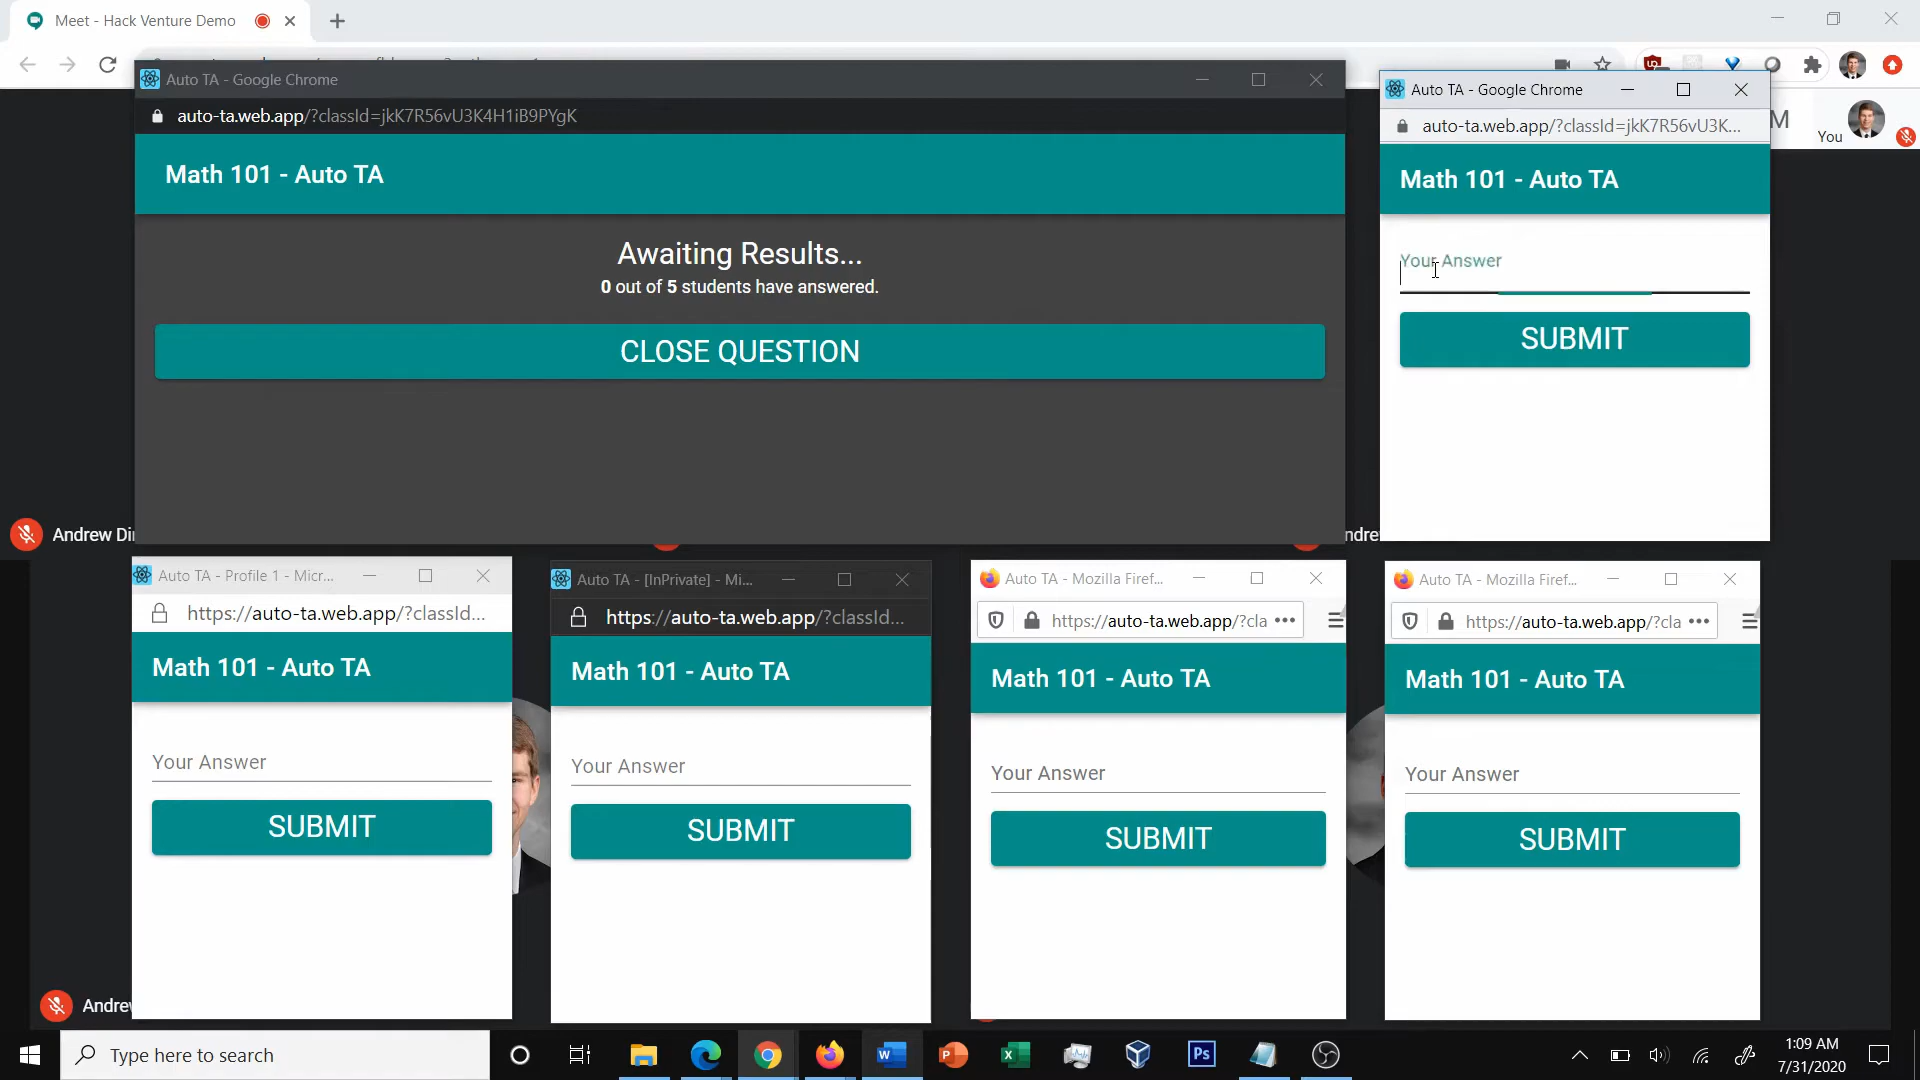 Meet - Hack Venture Demo
Auto TA - Google Chrome
auto-ta.web.app/?classId=jkK7R56vU3K4H1iB9PYgK
Math 101 - Auto TA
Awaiting Results...
0 out of 5 students have answered.
CLOSE QUESTION
Auto TA - Google Chrome
auto-ta.web.app/?classId=jkK7R56vU3K...
Math 101 - Auto TA
Your Answer
SUBMIT
M
You
Andrew Di
ndre
Auto TA - Profile 1 - Micr...
https://auto-ta.web.app/?classId...
Math 101 - Auto TA
Your Answer
SUBMIT
Auto TA - [InPrivate] - Mi...
https://auto-ta.web.app/?classId...
Math 101 - Auto TA
Your Answer
SUBMIT
Auto TA - Mozilla Firef...
https://auto-ta.web.app/?cla
Math 101 - Auto TA
Your Answer
SUBMIT
Auto TA - Mozilla Firef...
https://auto-ta.web.app/?cla
Math 101 - Auto TA
Your Answer
SUBMIT
Andrew
Type here to search
Ps
1:09 AM
7/31/2020